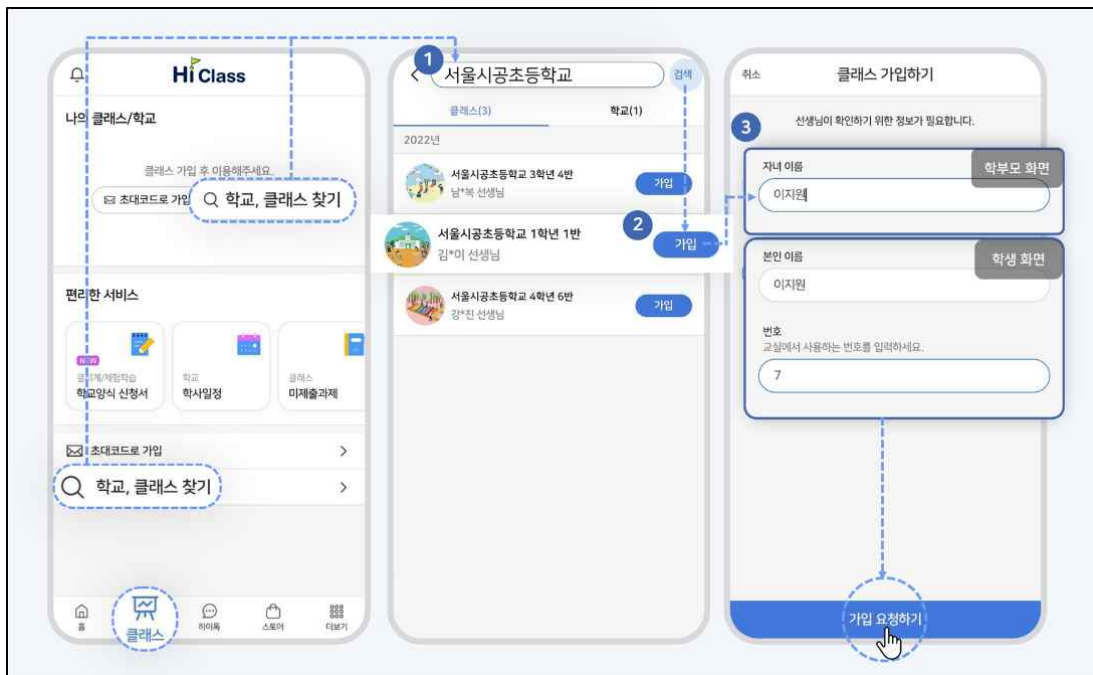 Hi Class
나의 클래스/학교
클래스 가입 후 이용해주세요.
초대코드로 가입
학교, 클래스 찾기
편리한 서비스
NEW
학교양식 신청서
학교
학사일정
클래스
미제출과제
초대코드로 가입
학교, 클래스 찾기
홈
클래스
하이톡
스토어
더보기
1
서울시공초등학교
검색
클래스(3)
학교(1)
2022년
서울시공초등학교 3학년 4반
남*복 선생님
가입
2
서울시공초등학교 1학년 1반
김*이 선생님
가입
서울시공초등학교 4학년 6반
강*진 선생님
가입
취소
클래스 가입하기
3
선생님이 확인하기 위한 정보가 필요합니다.
자녀 이름
학부모 화면
이지원
본인 이름
학생 화면
이지원
번호
교실에서 사용하는 번호를 입력하세요.
7
가입 요청하기